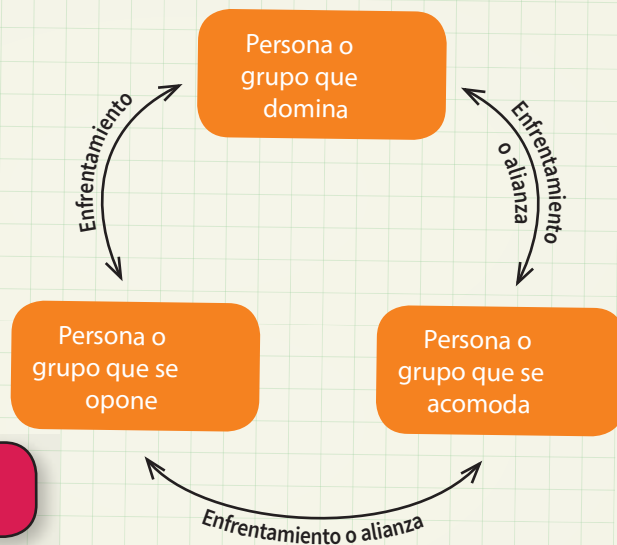 Persona o
grupo que
domina
Enfrentamiento
Enfrentamiento
o alianza
Persona o
grupo que se
opone
Persona o
grupo que se
acomoda
Enfrentamiento o alianza